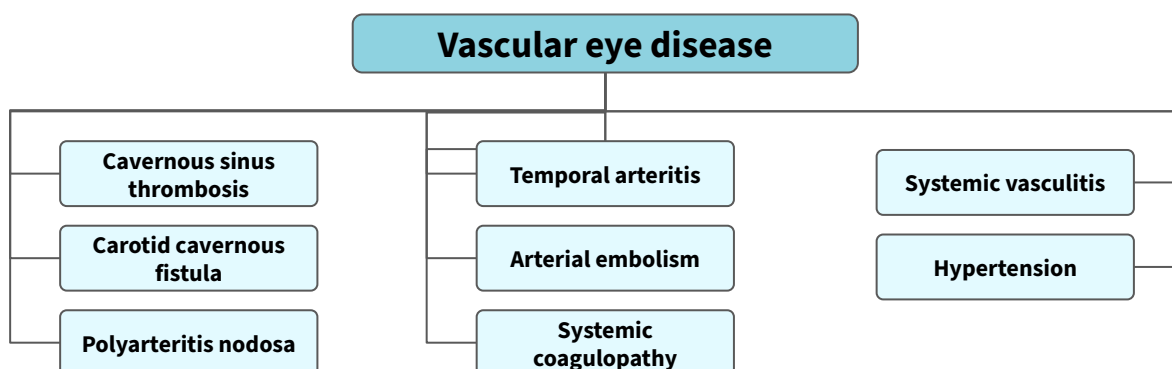 Vascular eye disease
Cavernous sinus
thrombosis
Carotid cavernous
fistula
Polyarteritis nodosa
Temporal arteritis
Arterial embolism
Systemic
coagulopathy
Systemic vasculitis
Hypertension